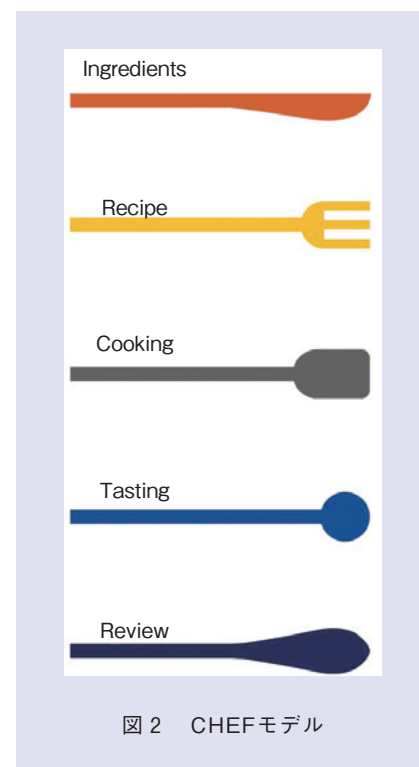 Ingredients
Recipe
Cooking
Tasting
Review
図 2　CHEFモデル